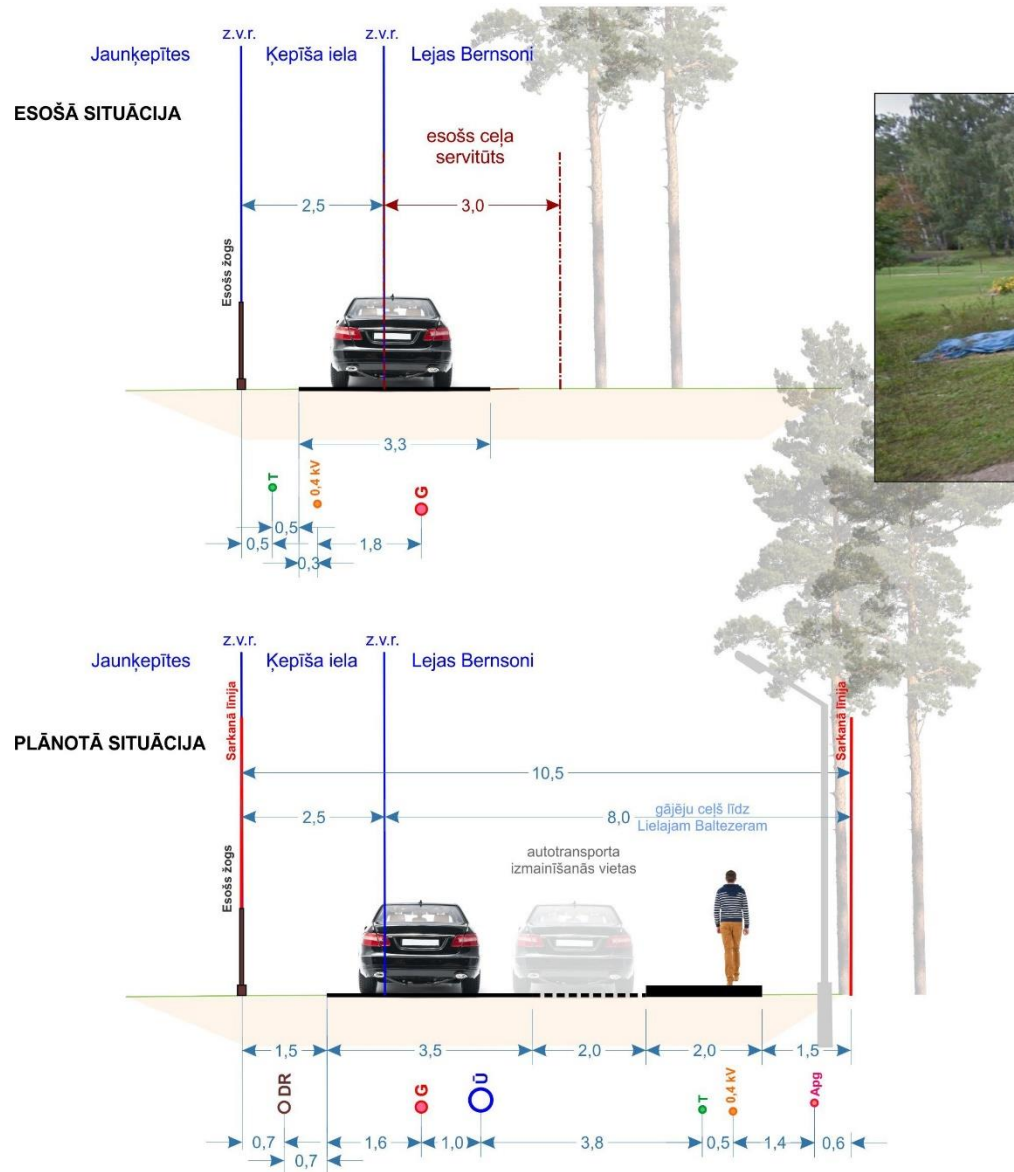 z.v.r. z.v.r.
Jaunķepītes Ķepīša iela Lejas Bernsoni
ESOŠĀ SITUĀCIJA
esošs ceļa
servitūts
2,5 3,0
Esošs žogs
3,3
T 0,4 kV G
0,5
0,5 1,8
0,3
z.v.r. z.v.r.
Jaunķepītes Ķepīša iela Lejas Bernsoni
Sarkanā līnija Sarkanā līnija
PLĀNOTĀ SITUĀCIJA
10,5
2,5 8,0
gājēju ceļš līdz
Lielajam Baltezeram
autotransporta
izmainīšanās vietas
Esošs žogs
1,5 3,5 2,0 2,0 1,5
DR G Ū T 0,4 kV Apg
0,7 1,6 1,0 3,8 0,5 1,4 0,6
0,7